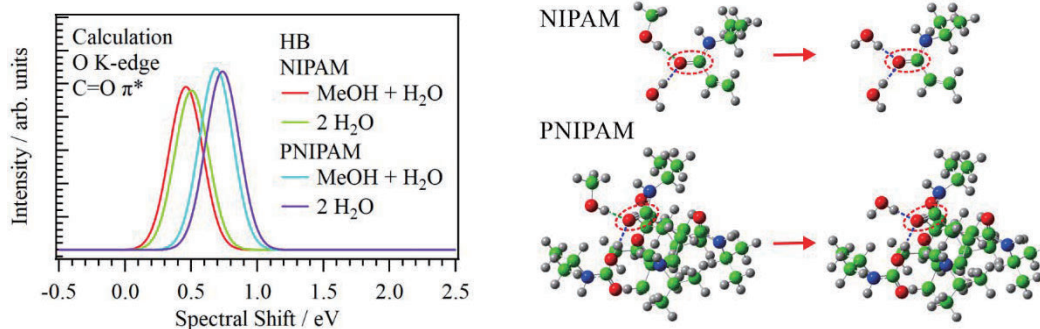 Calculation
O K-edge
C=O π*
HB
NIPAM
MeOH + H₂O
2 H₂O
PNIPAM
MeOH + H₂O
2 H₂O
Intensity / arb. units
-0.5 0.0 0.5 1.0 1.5 2.0 2.5
Spectral Shift / eV
NIPAM
PNIPAM